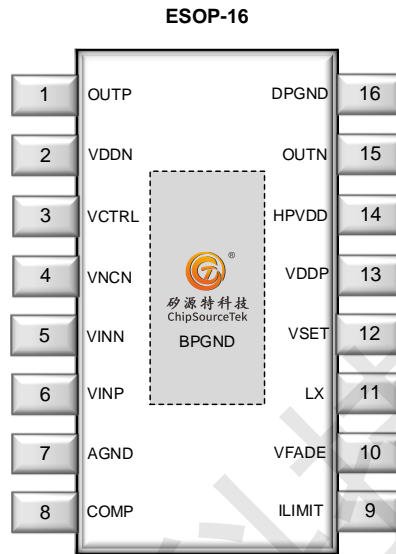 ESOP-16
1 OUTP DPGND 16
2 VDDN OUTN 15
3 VCTRL HPVDD 14
4 VNCN VDDP 13
5 VINN VSET 12
6 VINP LX 11
7 AGND VFADE 10
8 COMP ILIMIT 9
®
矽源特科技
ChipSourceTek
BPGND